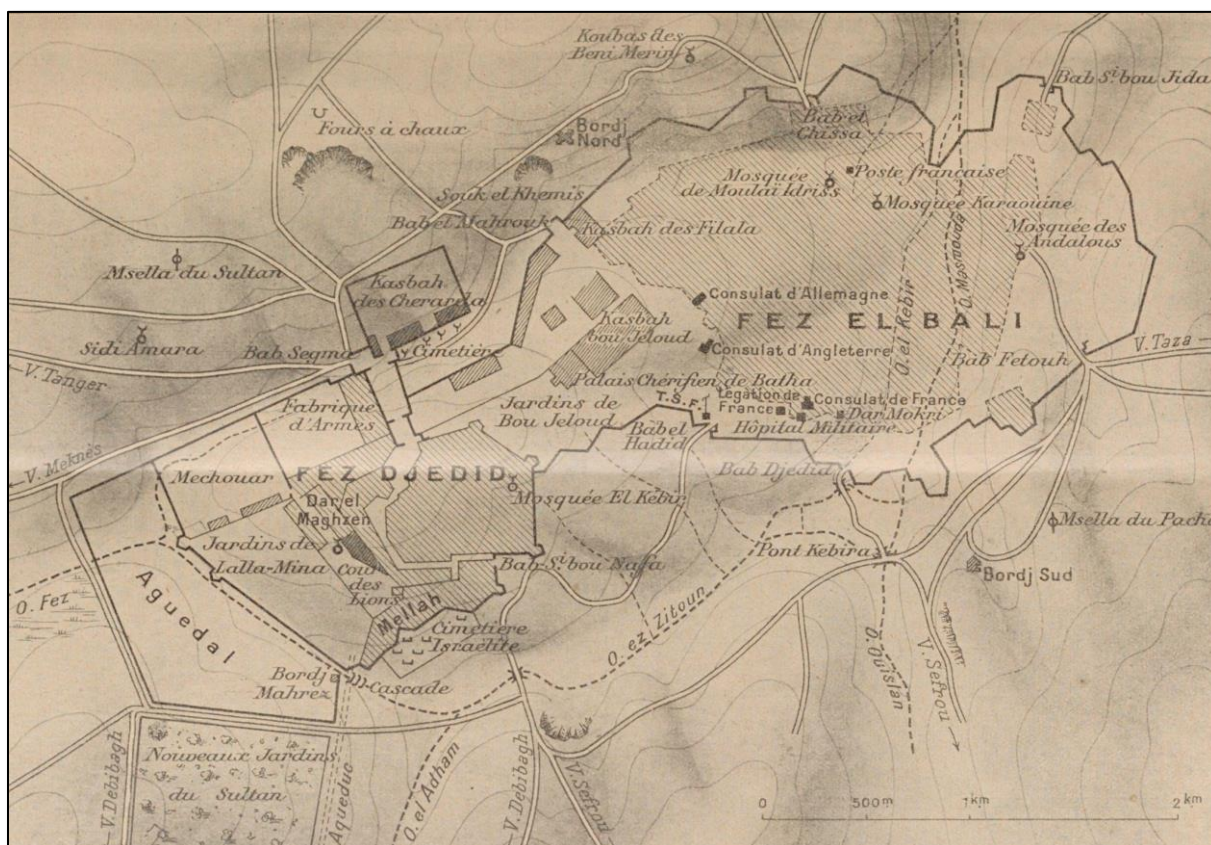 Koubas des
Beni Merin
Bab Si bou Jida
Fours à chaux
Bordj
Nord
Bab el
Chissa
Mosquée
de Moulaï Idriss
Poste française
Souk el Khemis
Bab el Mahrouk
Kasbah des Filala
Mosquée Karaouine
Mosquée des
Andalous
O. Masmouda
Msella du Sultan
Kasbah
des Cherarda
Consulat d'Allemagne
FEZ EL BALI
O. el Kebir
Kasbah
bou Jeloud
Sidi Amara
Bab Segma
Cimetière
Consulat d'Angleterre
Bab Fetouh
V. Taza
V. Tanger
Palais Chérifien de Batha
Fabrique
d'Armes
Jardins de
Bou Jeloud
T.S.F.
Légation de
France
Consulat de France
Dar Mokri
Hôpital Militaire
Bab el
Hadid
V. Meknès
Mechouar
FEZ DJEDID
Bab Djedid
Dar el
Maghzen
Mosquée El Kebir
Msella du Pacha
Jardins de
Lalla-Mina
Cour
des
lions
Bab Si bou Nafa
Pont Kebira
Bordj Sud
O. Fez
Aguedal
Mellah
Cimetière
Israëlite
O. ez Zitoun
O. Ouislan
V. Sefrou
Bordj
Mahrez
Cascade
Nouveaux Jardins
du Sultan
V. Debibagh
Aqueduc
O. el Adham
V. Debibagh
V. Sefrou
0 500m 1km 2km